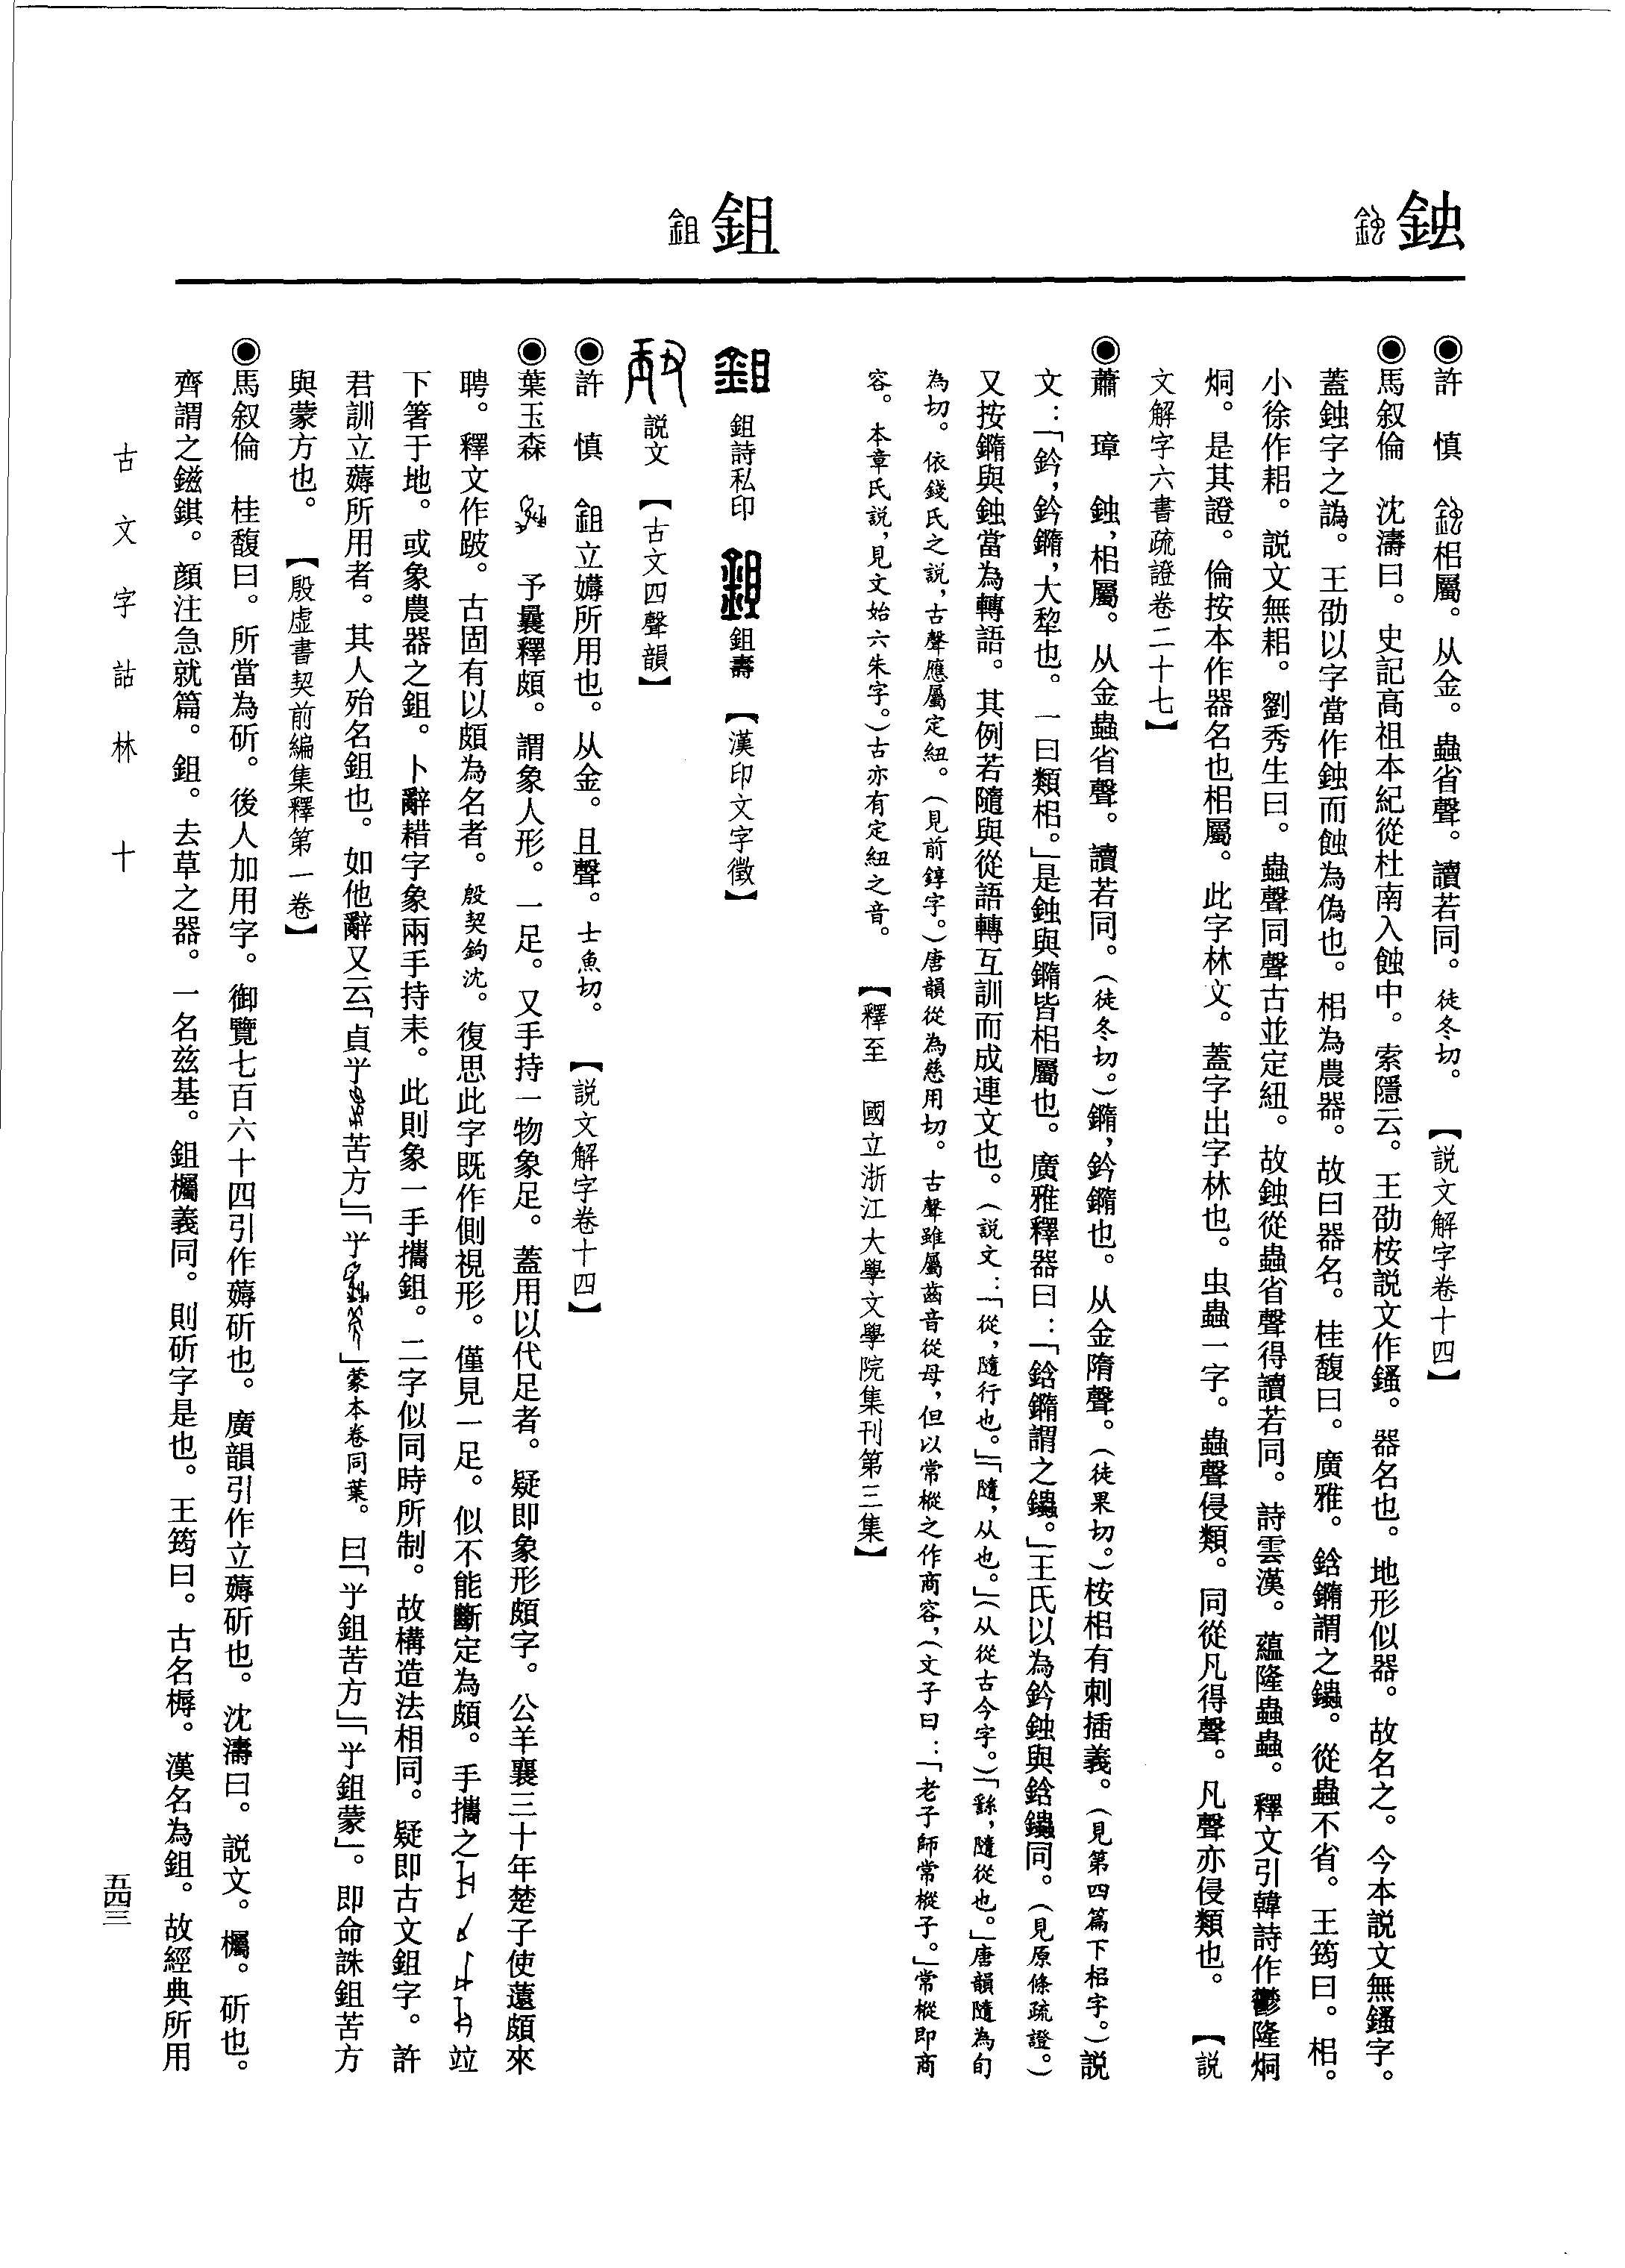 鉵
鉏
◉許　慎　相屬。从金。蟲省聲。讀若同。徒冬切。【説文解字卷十四】
◉馬叙倫　沈濤曰。史記高祖本紀從杜南入蝕中。索隱云。王劭桉説文作鏂。器名也。地形似器。故名之。今本説文無鏂字。
蓋鉵字之譌。王劭以字當作鉵而蝕為偽也。梠為農器。故曰器名。桂馥曰。廣雅。鋡鐫謂之鑪。從蟲不省。王筠曰。梠。
小徐作耜。説文無耜。劉秀生曰。蟲聲同聲古並定紐。故鉵從蟲省聲得讀若同。詩雲漢。蘊隆蟲蟲。釋文引韓詩作鬱隆烔
烔。是其證。倫按本作器名也梠屬。此字林文。蓋字出字林也。虫蟲一字。蟲聲侵類。同從凡得聲。凡聲亦侵類也。【説
文解字六書疏證卷二十七】
◉蕭　璋　鉵，梠屬。从金蟲省聲。讀若同。（徒冬切。）鐫，鈐鐫也。从金隋聲。（徒果切。）桉梠有刺插義。（見第四篇下梠字。）説
文：「鈐，鈐鐫，大犂也。一曰類梠。」是鉵與鐫皆梠屬也。廣雅釋器曰：「鋡鐫謂之鑪。」王氏以為鈐鉵與鋡鑪同。（見原條疏證。）
又按鐫與鉵當為轉語。其例若隨與從語轉互訓而成連文也。（説文：「從，隨行也。」「隨，从也。」（从從古今字。）「䌛，隨從也。」唐韻隨為旬
為切。依錢氏之説，古聲應屬定紐。（見前錞字。）唐韻從為慈用切。古聲雖屬齒音從母，但以常樅之作商容，（文子曰：「老子師常樅子。」常樅即商
容。本章氏説，見文始六朱字。）古亦有定紐之音。【釋至　國立浙江大學文學院集刊第三集】
鉏詩私印　鉏壽　【漢印文字徵】
説文　【古文四聲韻】
◉許　慎　立薅所用也。从金。且聲。士魚切。【説文解字卷十四】
◉葉玉森　予曩釋頗。謂象人形。一足。又手持一物象足。蓋用以代足者。疑即象形頗字。公羊襄三十年楚子使薳頗來
聘。釋文作跛。古固有以頗為名者。殷契鉤沈。復思此字既作側視形。僅見一足。似不能斷定為頗。手攜之竝
下箸于地。或象農器之鉏。卜辭耤字象兩手持耒。此則象一手攜鉏。二字似同時所制。故構造法相同。疑即古文鉏字。許
君訓立薅所用者。其人殆名鉏也。如他辭又云「貞乎苦方」「乎」蒙本卷同葉。曰「乎鉏苦方」「乎鉏蒙」。即命誅鉏苦方
與蒙方也。【殷虛書契前編集釋第一卷】
◉馬叙倫　桂馥曰。所當為斫。後人加用字。御覽七百六十四引作薅斫也。廣韻引作立薅斫也。沈濤曰。説文。欘。斫也。
齊謂之鎡錤。顏注急就篇。鉏。去草之器。一名兹基。鉏欘義同。則斫字是也。王筠曰。古名槈。漢名為鉏。故經典所用
古文字詁林　十
五四三